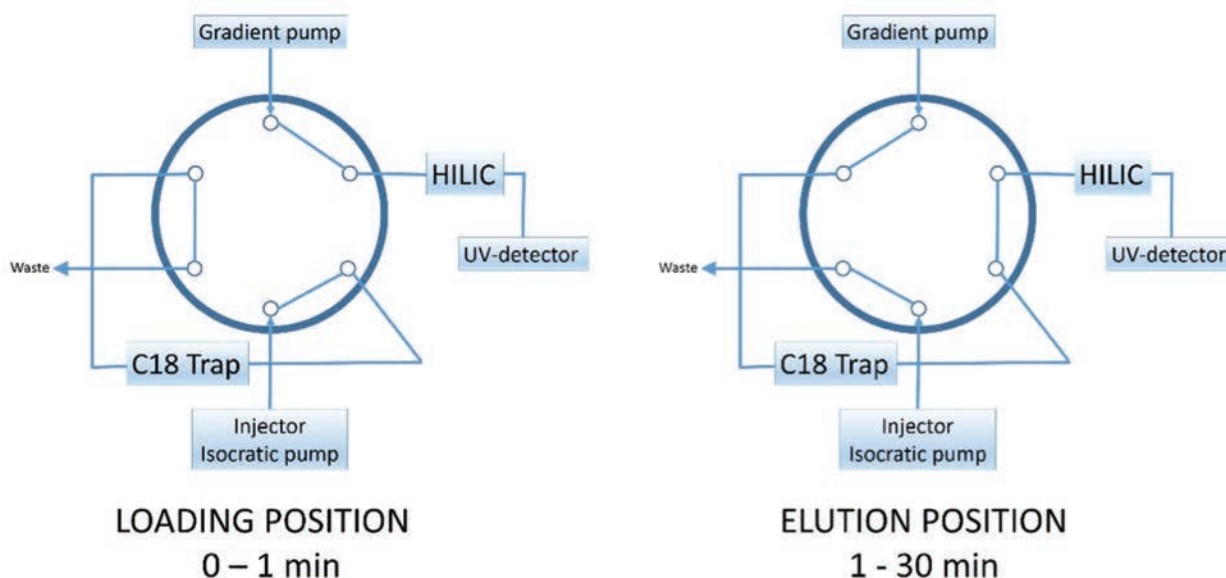 Gradient pump
HILIC
UV-detector
Waste
C18 Trap
Injector
Isocratic pump
LOADING POSITION
0 – 1 min
Gradient pump
HILIC
UV-detector
Waste
C18 Trap
Injector
Isocratic pump
ELUTION POSITION
1 - 30 min